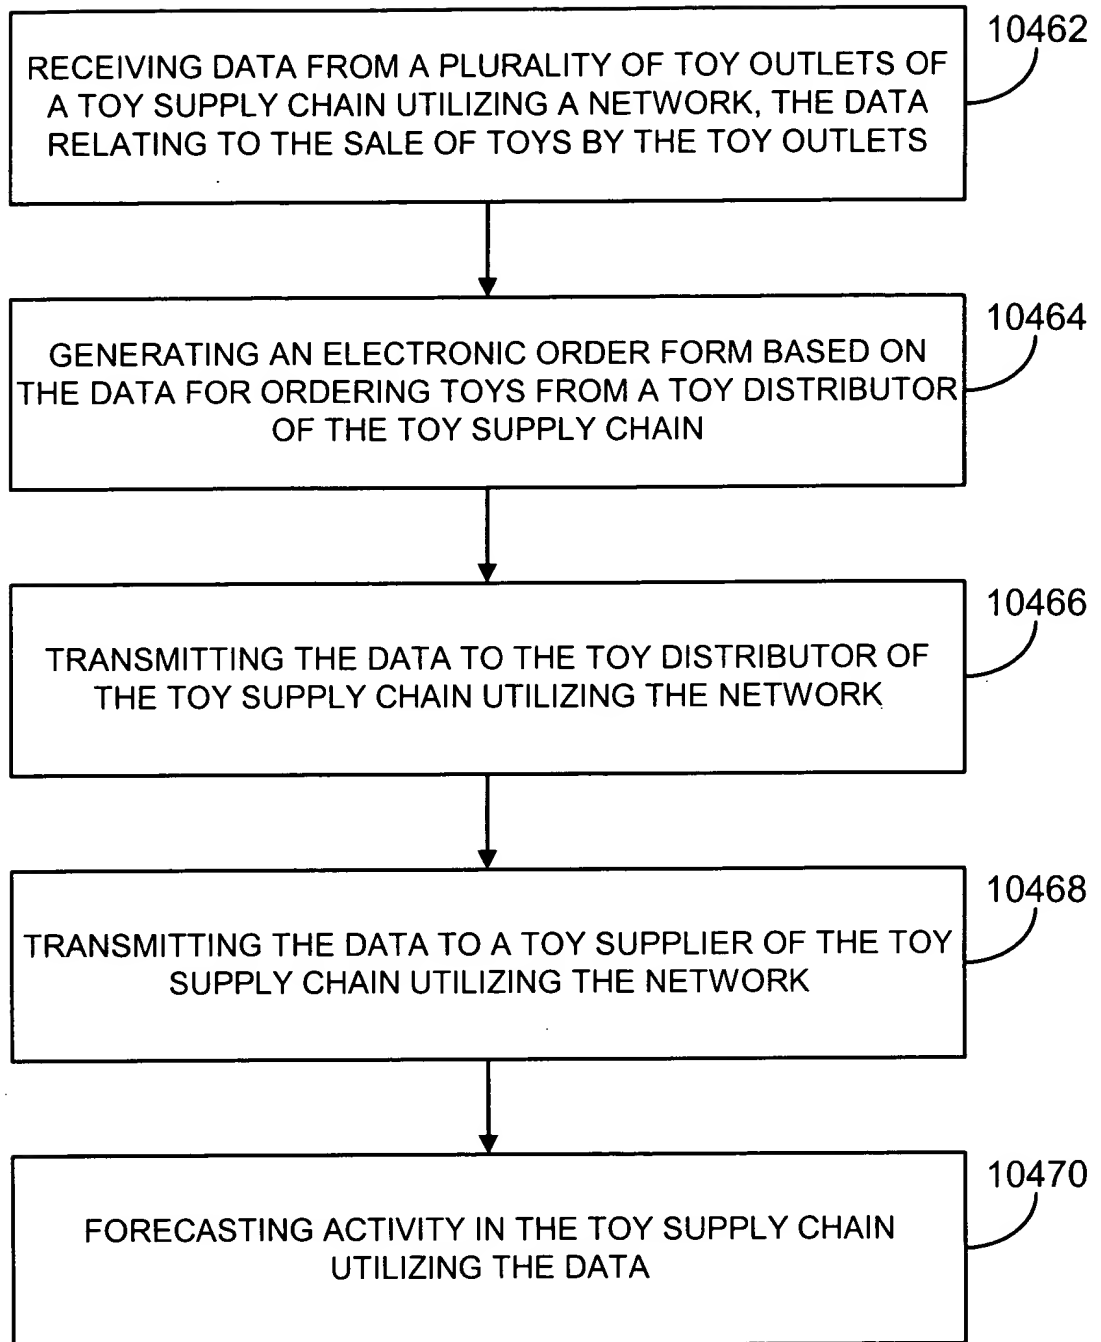 10462
RECEIVING DATA FROM A PLURALITY OF TOY OUTLETS OF
A TOY SUPPLY CHAIN UTILIZING A NETWORK, THE DATA
RELATING TO THE SALE OF TOYS BY THE TOY OUTLETS
10464
GENERATING AN ELECTRONIC ORDER FORM BASED ON
THE DATA FOR ORDERING TOYS FROM A TOY DISTRIBUTOR
OF THE TOY SUPPLY CHAIN
10466
TRANSMITTING THE DATA TO THE TOY DISTRIBUTOR OF
THE TOY SUPPLY CHAIN UTILIZING THE NETWORK
10468
TRANSMITTING THE DATA TO A TOY SUPPLIER OF THE TOY
SUPPLY CHAIN UTILIZING THE NETWORK
10470
FORECASTING ACTIVITY IN THE TOY SUPPLY CHAIN
UTILIZING THE DATA